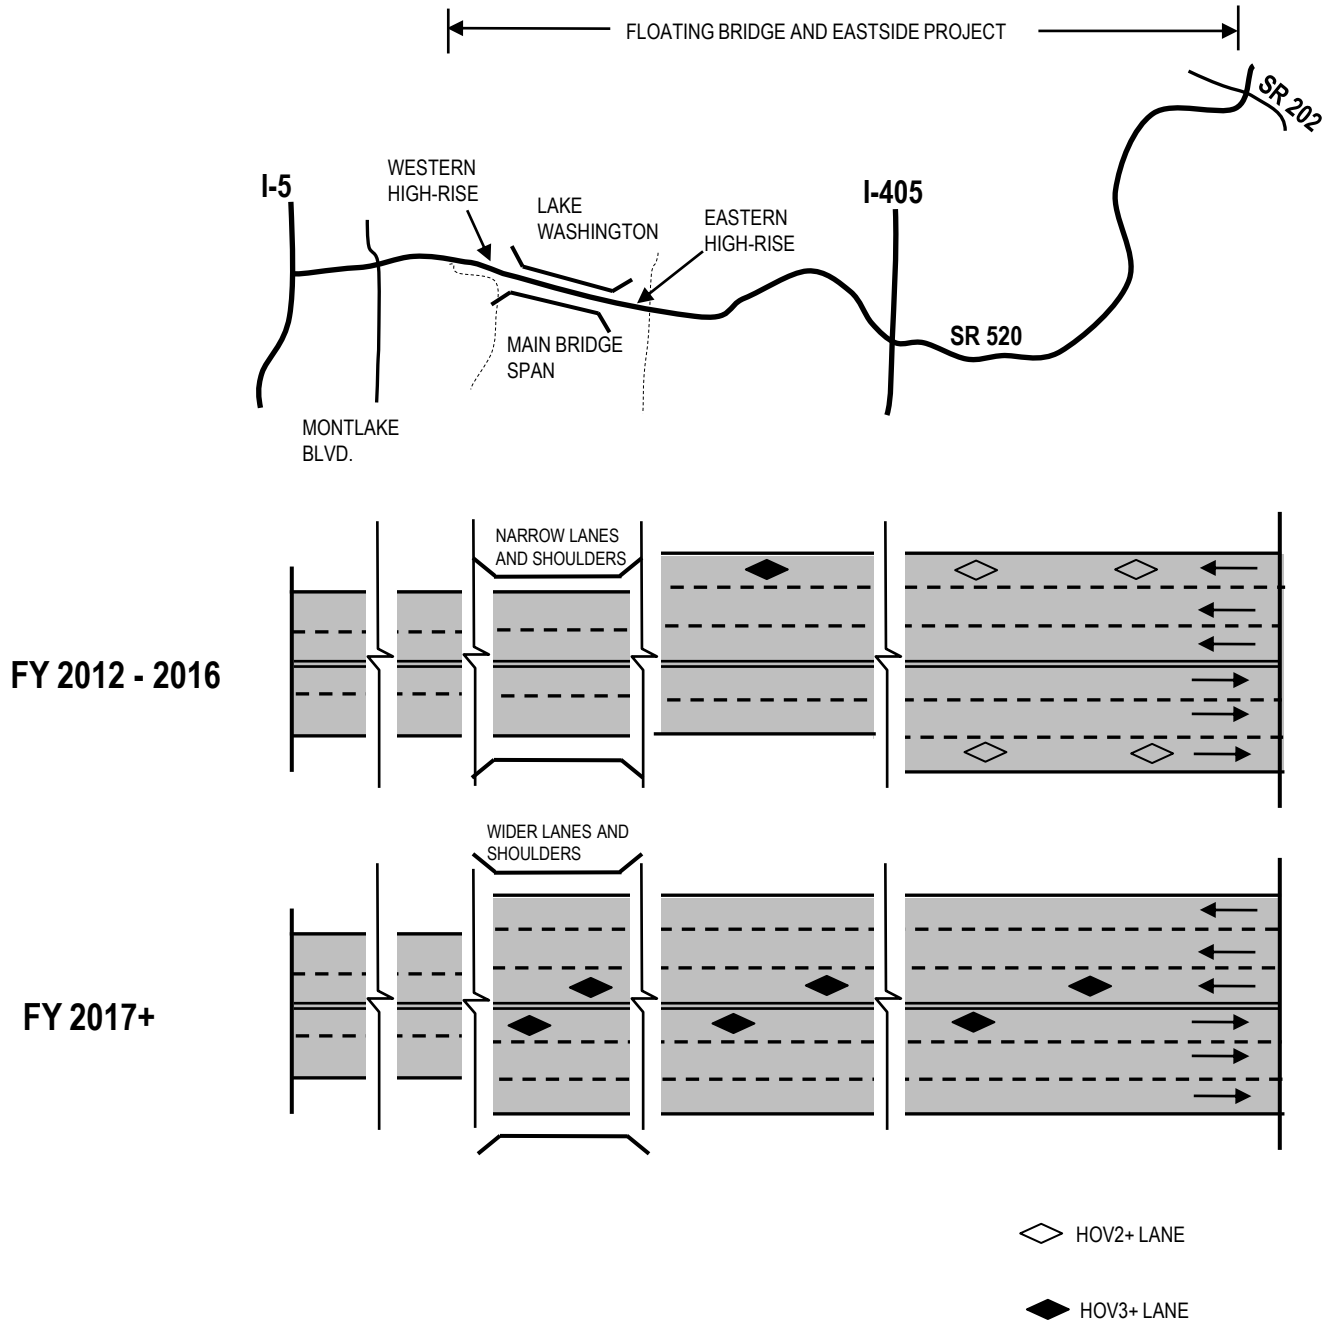 FLOATING BRIDGE AND EASTSIDE PROJECT
SR 202
WESTERN
HIGH-RISE
I-5
LAKE
WASHINGTON
EASTERN
HIGH-RISE
I-405
MAIN BRIDGE
SPAN
SR 520
MONTLAKE
BLVD.
NARROW LANES
AND SHOULDERS
FY 2012 - 2016
WIDER LANES AND
SHOULDERS
FY 2017+
HOV2+ LANE
HOV3+ LANE